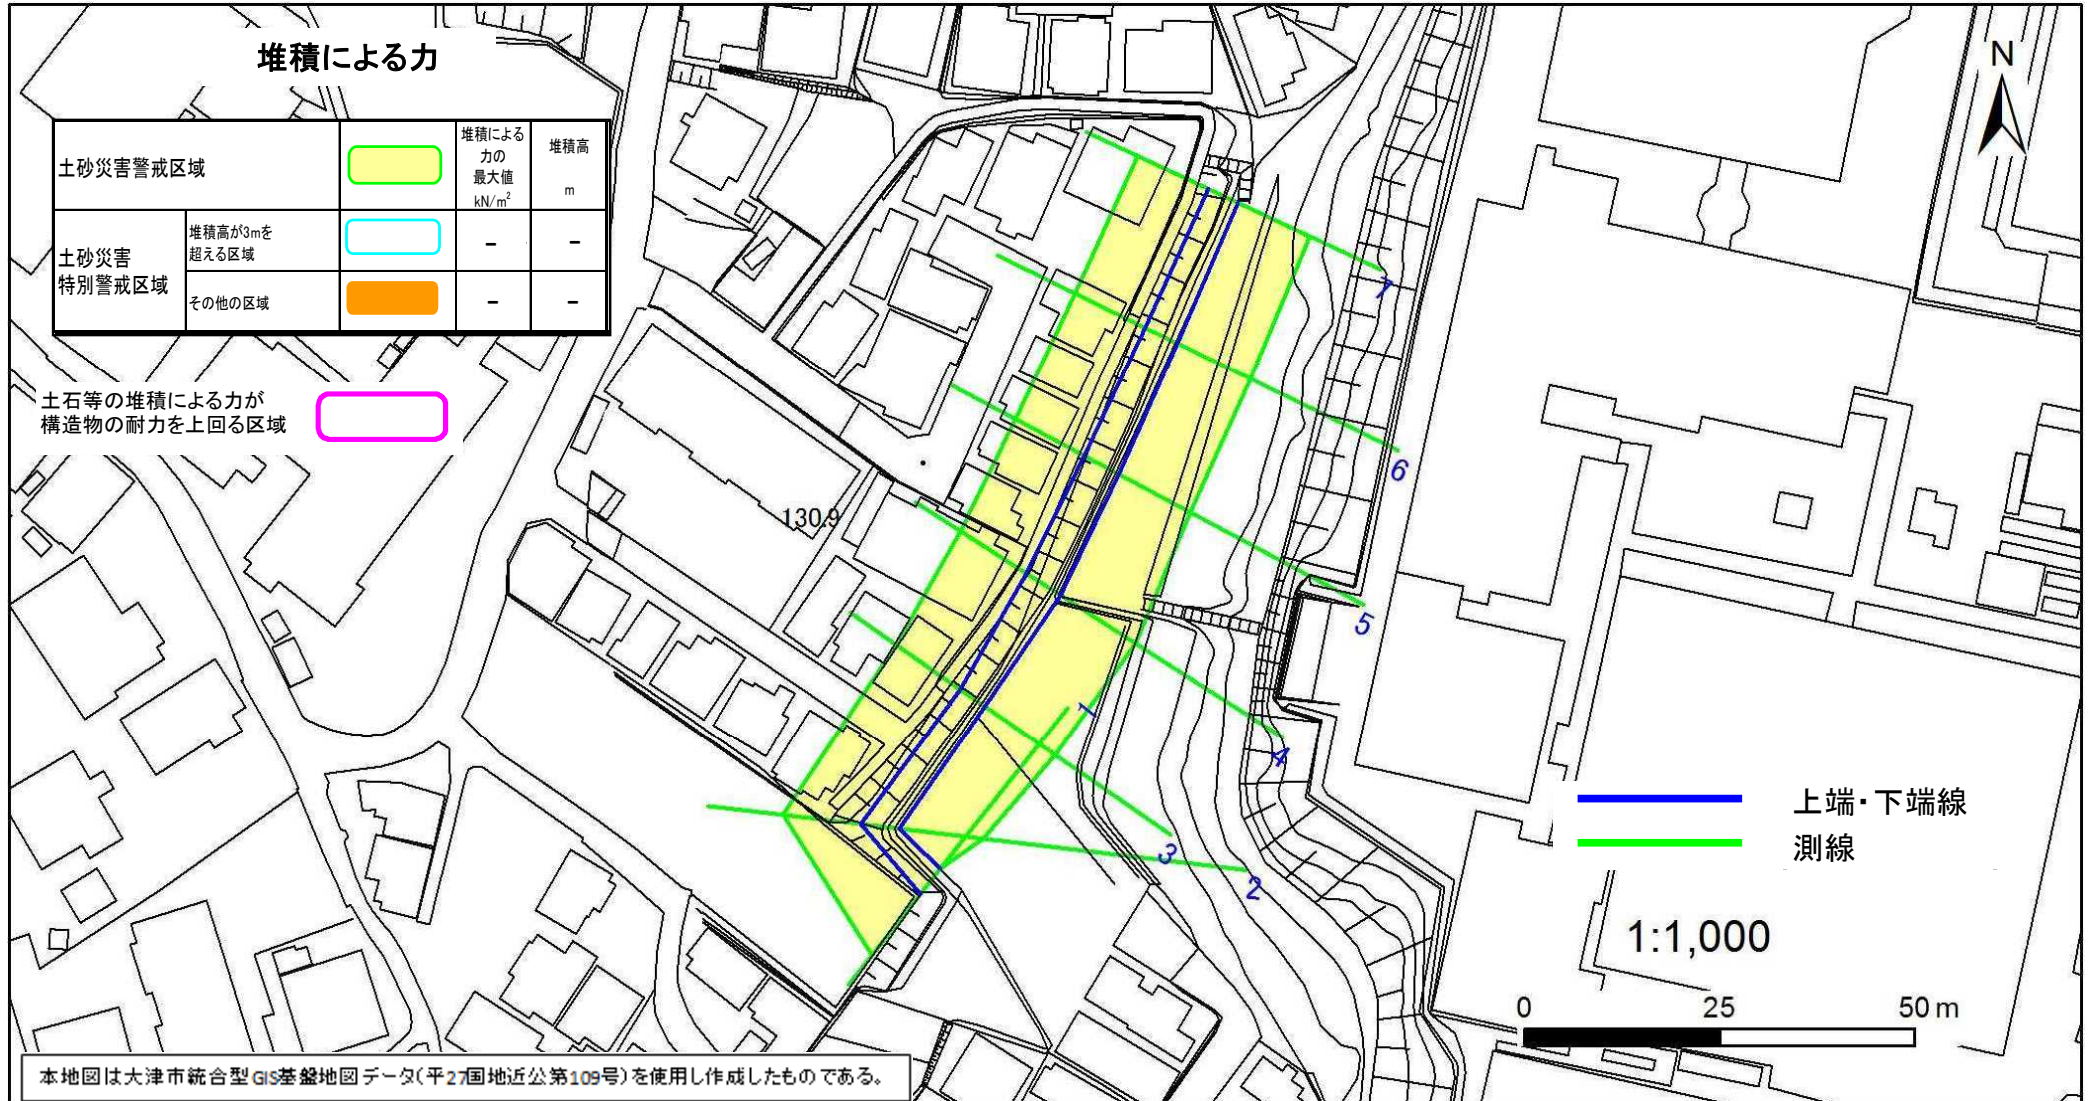 堆積による力
土砂災害警戒区域
堆積による
力の
最大値
kN/m²
堆積高
m
土砂災害
特別警戒区域
堆積高が3mを
超える区域
-
-
その他の区域
-
-
土石等の堆積による力が
構造物の耐力を上回る区域
N
130.9
7
6
5
4
1
3
2
上端・下端線
測線
1:1,000
0 25 50 m
本地図は大津市統合型GIS基盤地図データ(平27国地近公第109号)を使用し作成したものである。